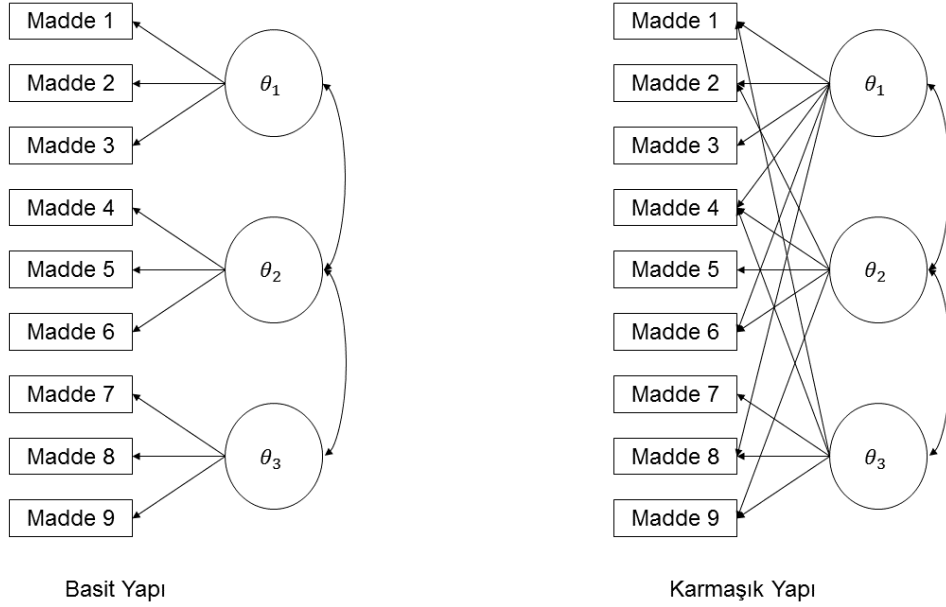 Madde 1
Madde 2
Madde 3
Madde 4
Madde 5
Madde 6
Madde 7
Madde 8
Madde 9
θ₁
θ₂
θ₃
Basit Yapı
Madde 1
Madde 2
Madde 3
Madde 4
Madde 5
Madde 6
Madde 7
Madde 8
Madde 9
θ₁
θ₂
θ₃
Karmaşık Yapı